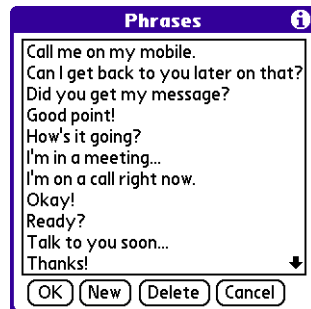 Phrases
Call me on my mobile.
Can I get back to you later on that?
Did you get my message?
Good point!
How's it going?
I'm in a meeting...
I'm on a call right now.
Okay!
Ready?
Talk to you soon...
Thanks!
OK New Delete Cancel